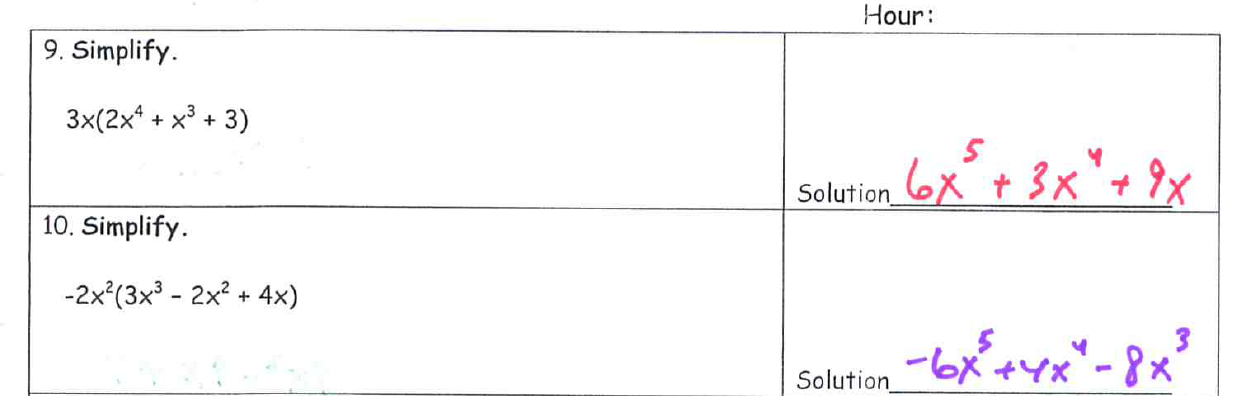 Hour:
9. Simplify.
3x(2x⁴ + x³ + 3)
Solution 6x⁵ + 3x⁴ + 9x
10. Simplify.
-2x²(3x³ - 2x² + 4x)
Solution -6x⁵ + 4x⁴ - 8x³